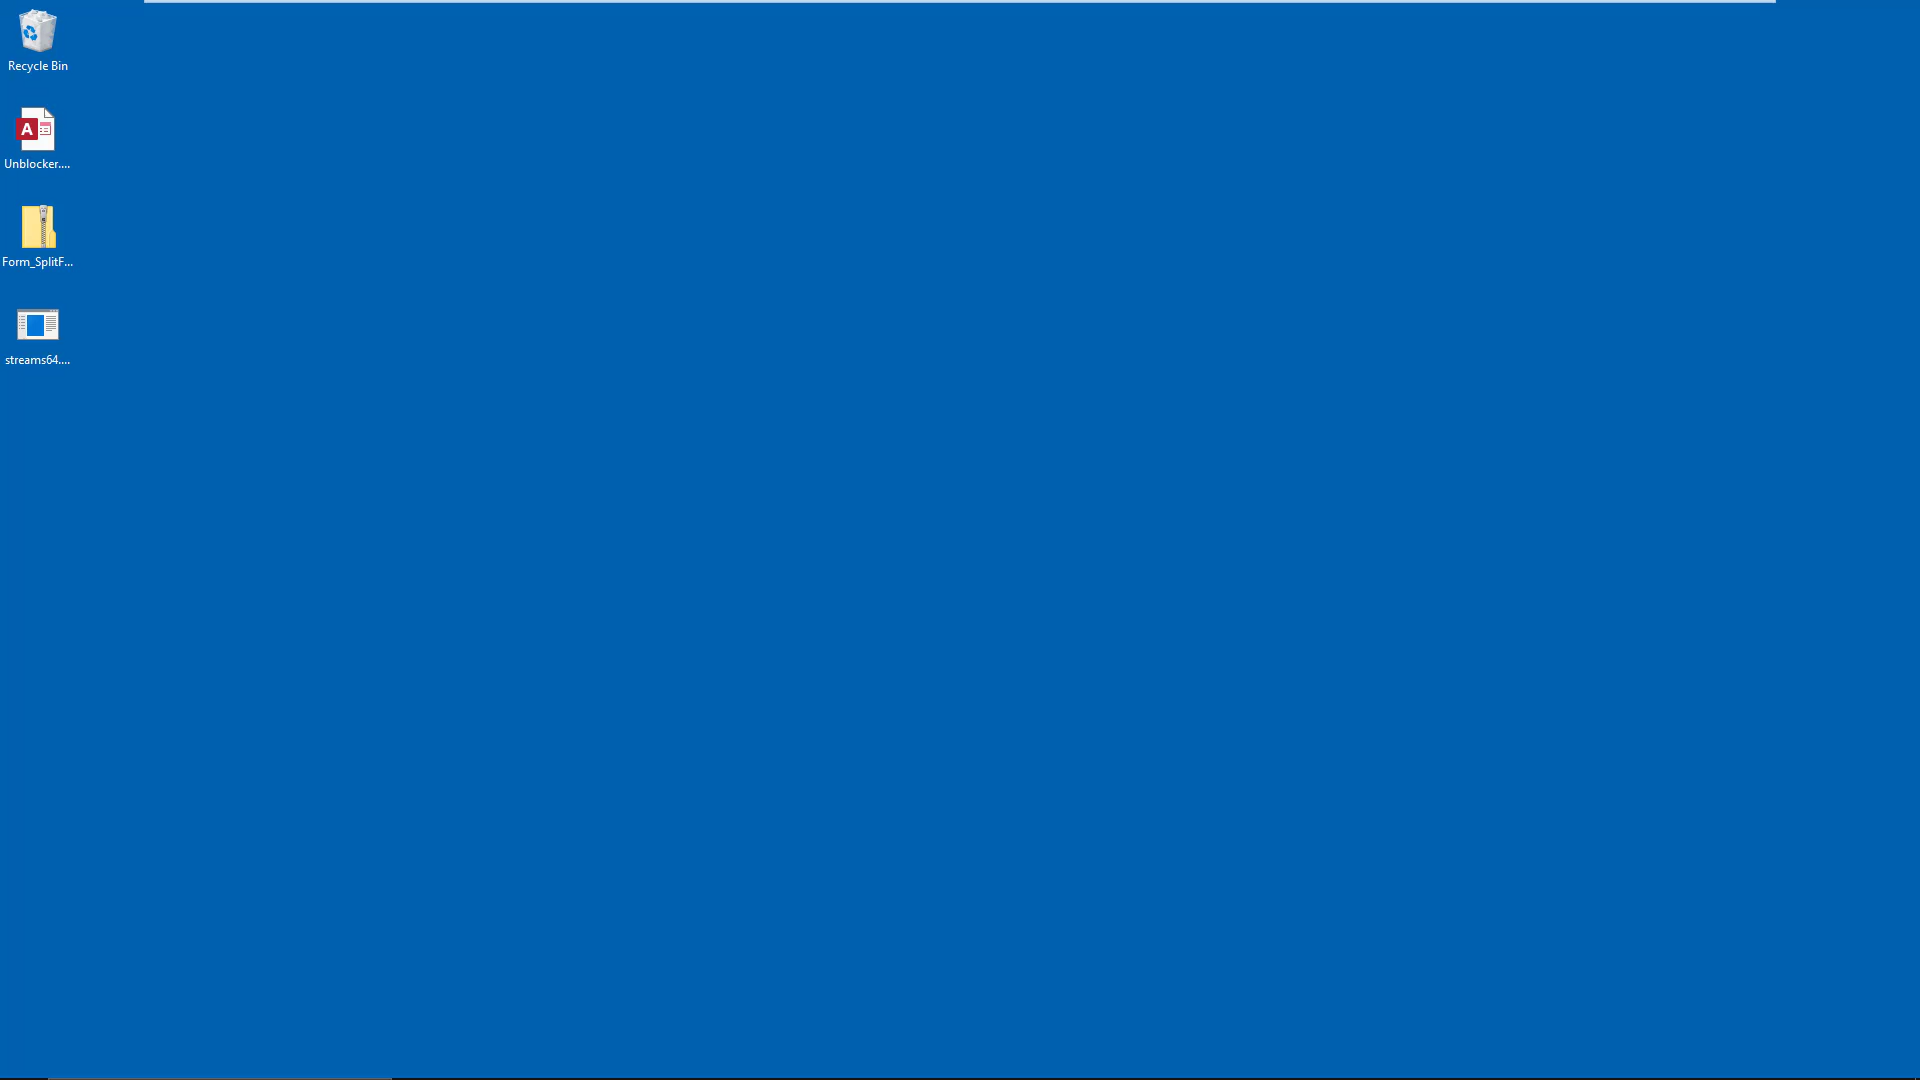 Recycle Bin
A
Unblocker....
Form_SplitF...
streams64....